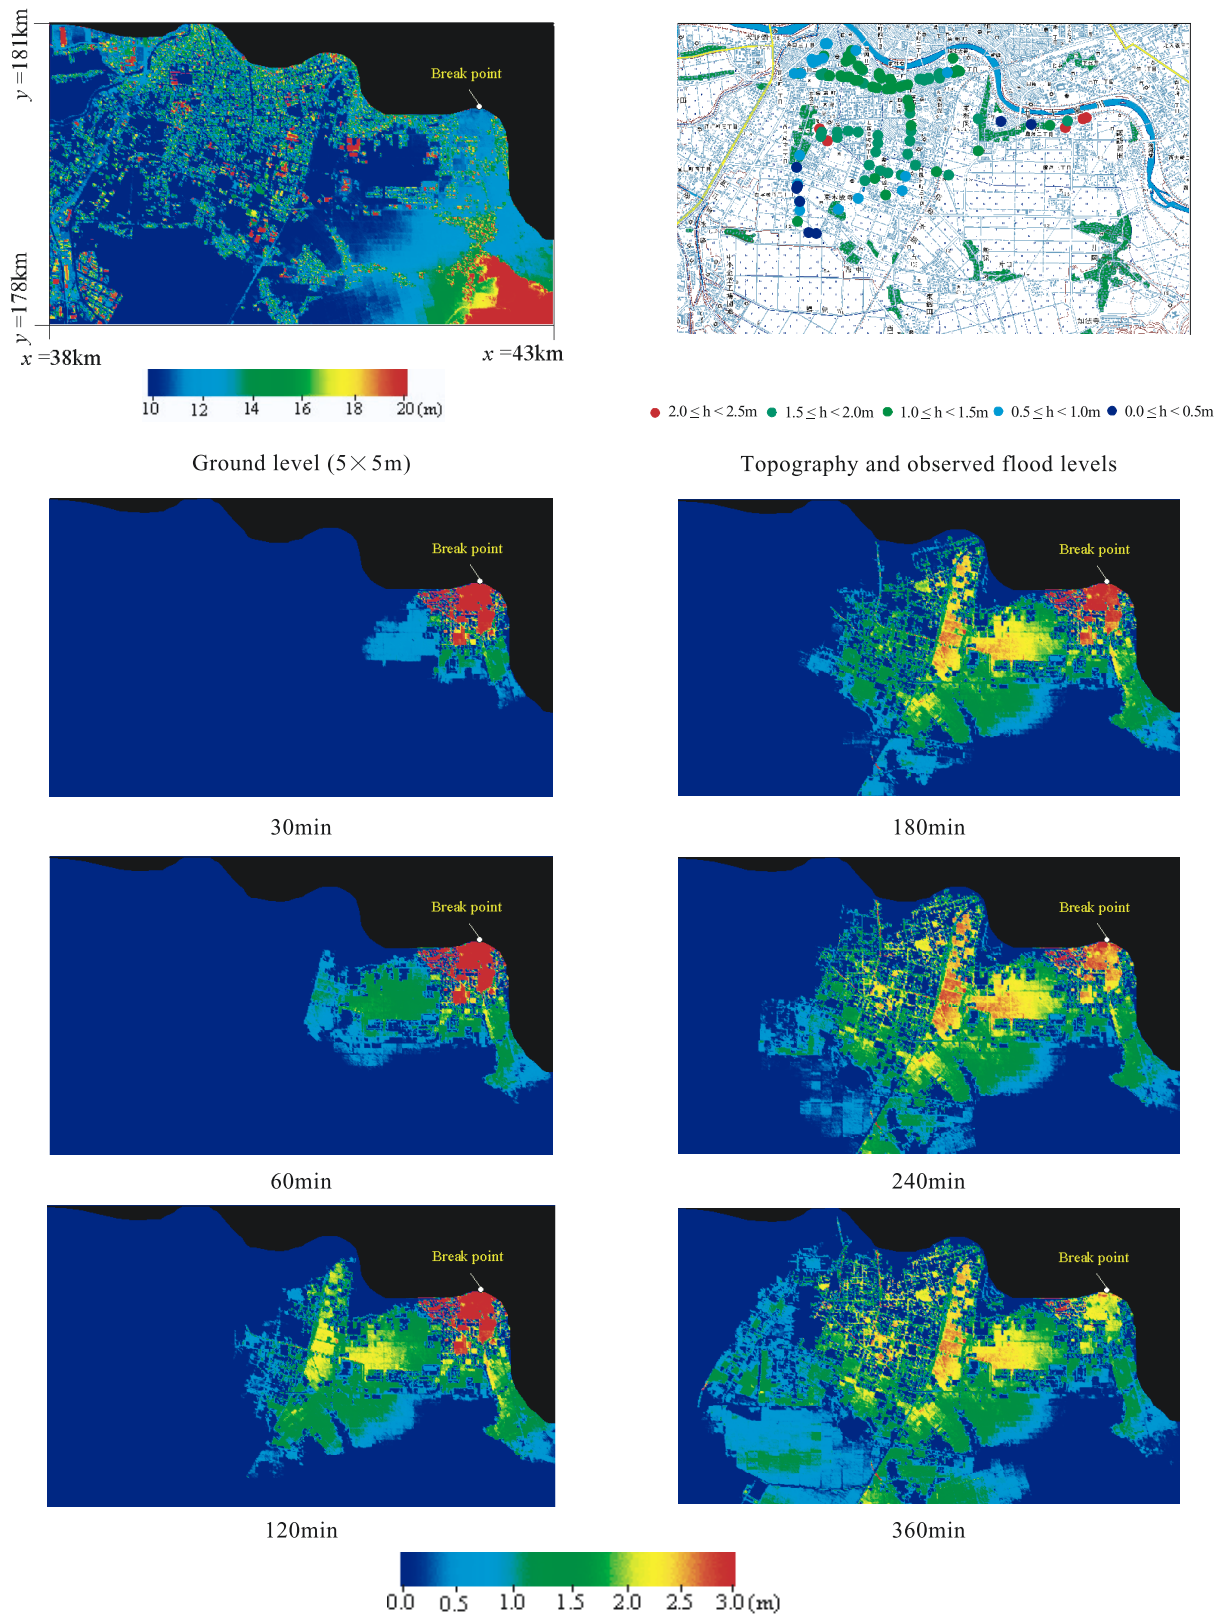 y =181km
y =178km
Break point
x =38km
x =43km
10 12 14 16 18 20 (m)
2.0 ≤ h < 2.5m 1.5 ≤ h < 2.0m 1.0 ≤ h < 1.5m 0.5 ≤ h < 1.0m 0.0 ≤ h < 0.5m
Ground level (5×5m)
Topography and observed flood levels
Break point
Break point
30min
180min
Break point
Break point
60min
240min
Break point
Break point
120min
360min
0.0 0.5 1.0 1.5 2.0 2.5 3.0 (m)